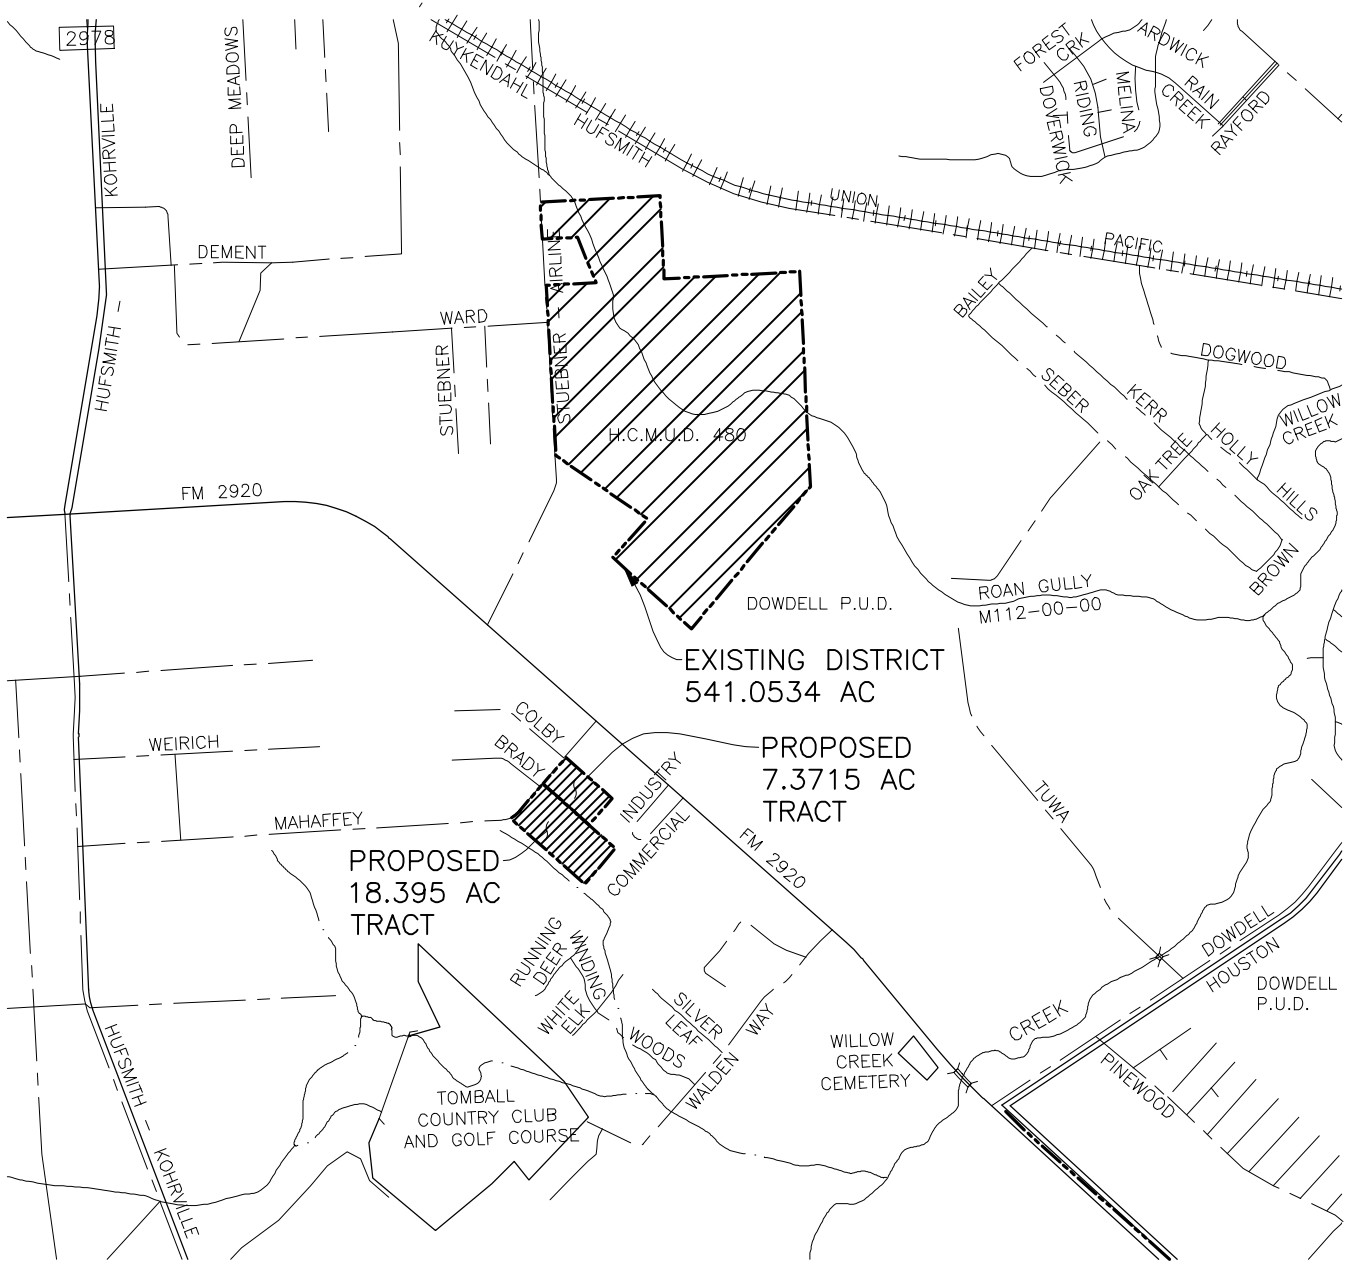 2978
KOHRVILLE
DEEP MEADOWS
KUYKENDAHL
HUFSMITH
FOREST
CRK
ARDWICK
RAIN
CREEK
MELINA
RIDING
DOVERWICK
RAYFORD
UNION
PACIFIC
DEMENT
STUEBNER - AIRLINE
WARD
STUEBNER
HUFSMITH -
BAILEY
DOGWOOD
SEBER
KERR
WILLOW
CREEK
HOLLY
HILLS
OAK TREE
H.C.M.U.D. 480
FM 2920
BROWN
ROAN GULLY
M112-00-00
DOWDELL P.U.D.
EXISTING DISTRICT
541.0534 AC
COLBY
BRADY
WEIRICH
PROPOSED
7.3715 AC
TRACT
INDUSTRY
TUWA
MAHAFFEY
COMMERCIAL
FM 2920
PROPOSED
18.395 AC
TRACT
RUNNING
DEER
WINDING
WHITE
ELK
WOODS
SILVER
LEAF
WALDEN WAY
DOWDELL
HOUSTON
DOWDELL
P.U.D.
CREEK
WILLOW
CREEK
CEMETERY
PINEWOOD
HUFSMITH - KOHRVILLE
TOMBALL
COUNTRY CLUB
AND GOLF COURSE